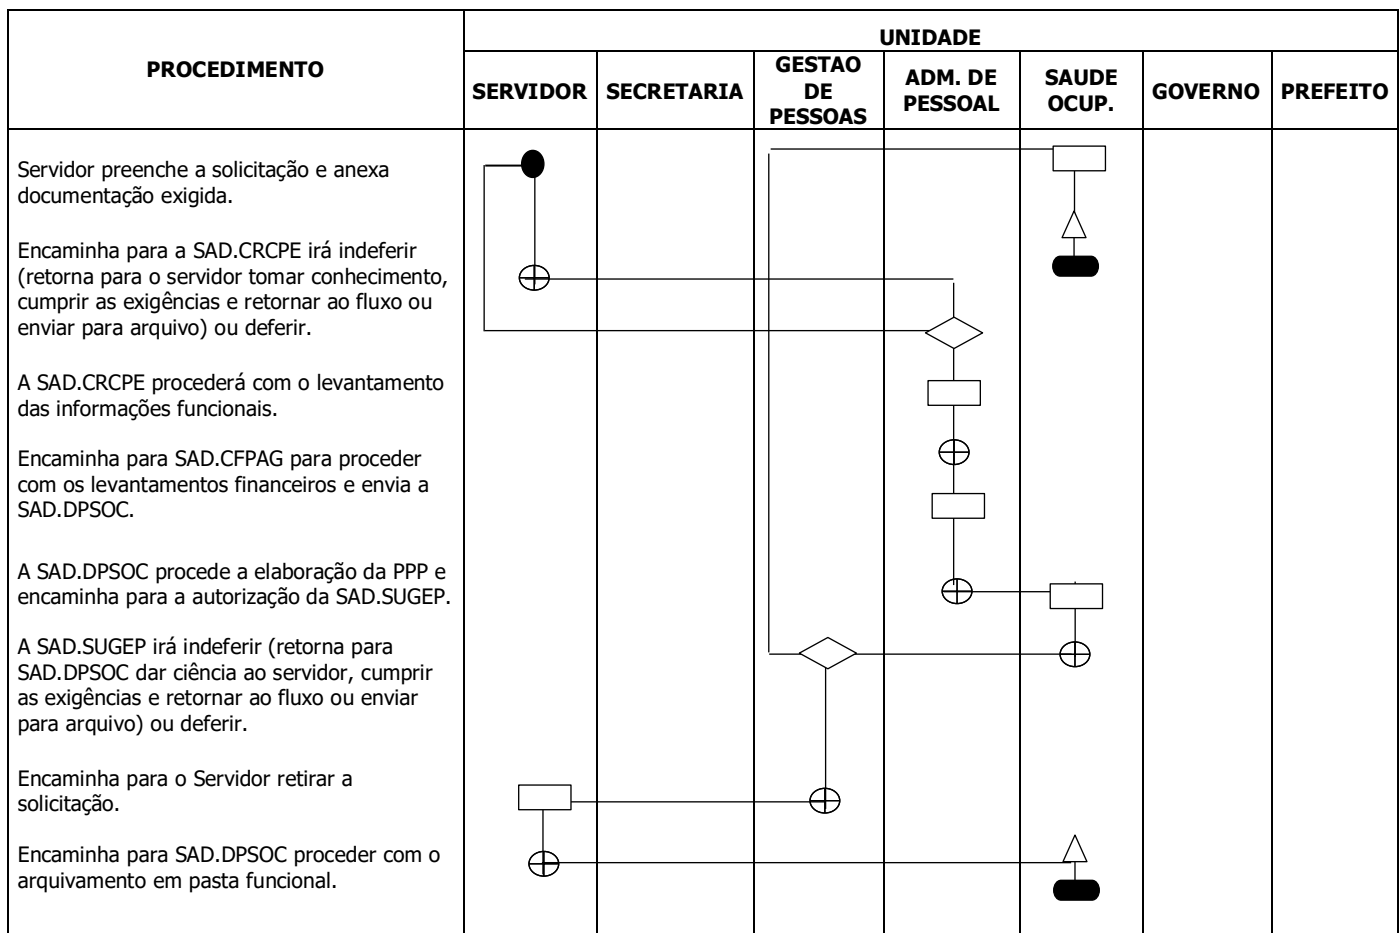 PROCEDIMENTO
UNIDADE
SERVIDOR
SECRETARIA
GESTAO
DE
PESSOAS
ADM. DE
PESSOAL
SAUDE
OCUP.
GOVERNO
PREFEITO
Servidor preenche a solicitação e anexa
documentação exigida.
Encaminha para a SAD.CRCPE irá indeferir
(retorna para o servidor tomar conhecimento,
cumprir as exigências e retornar ao fluxo ou
enviar para arquivo) ou deferir.
A SAD.CRCPE procederá com o levantamento
das informações funcionais.
Encaminha para SAD.CFPAG para proceder
com os levantamentos financeiros e envia a
SAD.DPSOC.
A SAD.DPSOC procede a elaboração da PPP e
encaminha para a autorização da SAD.SUGEP.
A SAD.SUGEP irá indeferir (retorna para
SAD.DPSOC dar ciência ao servidor, cumprir
as exigências e retornar ao fluxo ou enviar
para arquivo) ou deferir.
Encaminha para o Servidor retirar a
solicitação.
Encaminha para SAD.DPSOC proceder com o
arquivamento em pasta funcional.